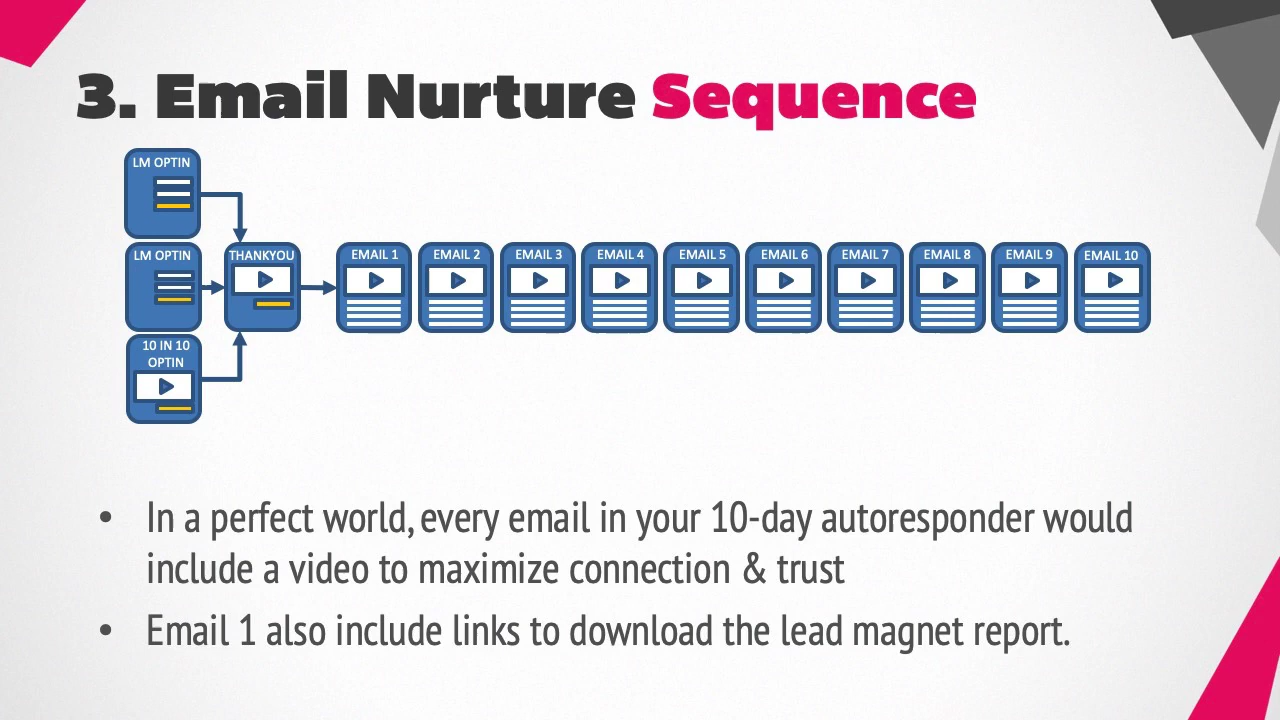 3. Email Nurture Sequence
LM OPTIN
LM OPTIN
THANKYOU
EMAIL 1
EMAIL 2
EMAIL 3
EMAIL 4
EMAIL 5
EMAIL 6
EMAIL 7
EMAIL 8
EMAIL 9
EMAIL 10
10 IN 10
OPTIN
• In a perfect world, every email in your 10-day autoresponder would
include a video to maximize connection & trust
• Email 1 also include links to download the lead magnet report.